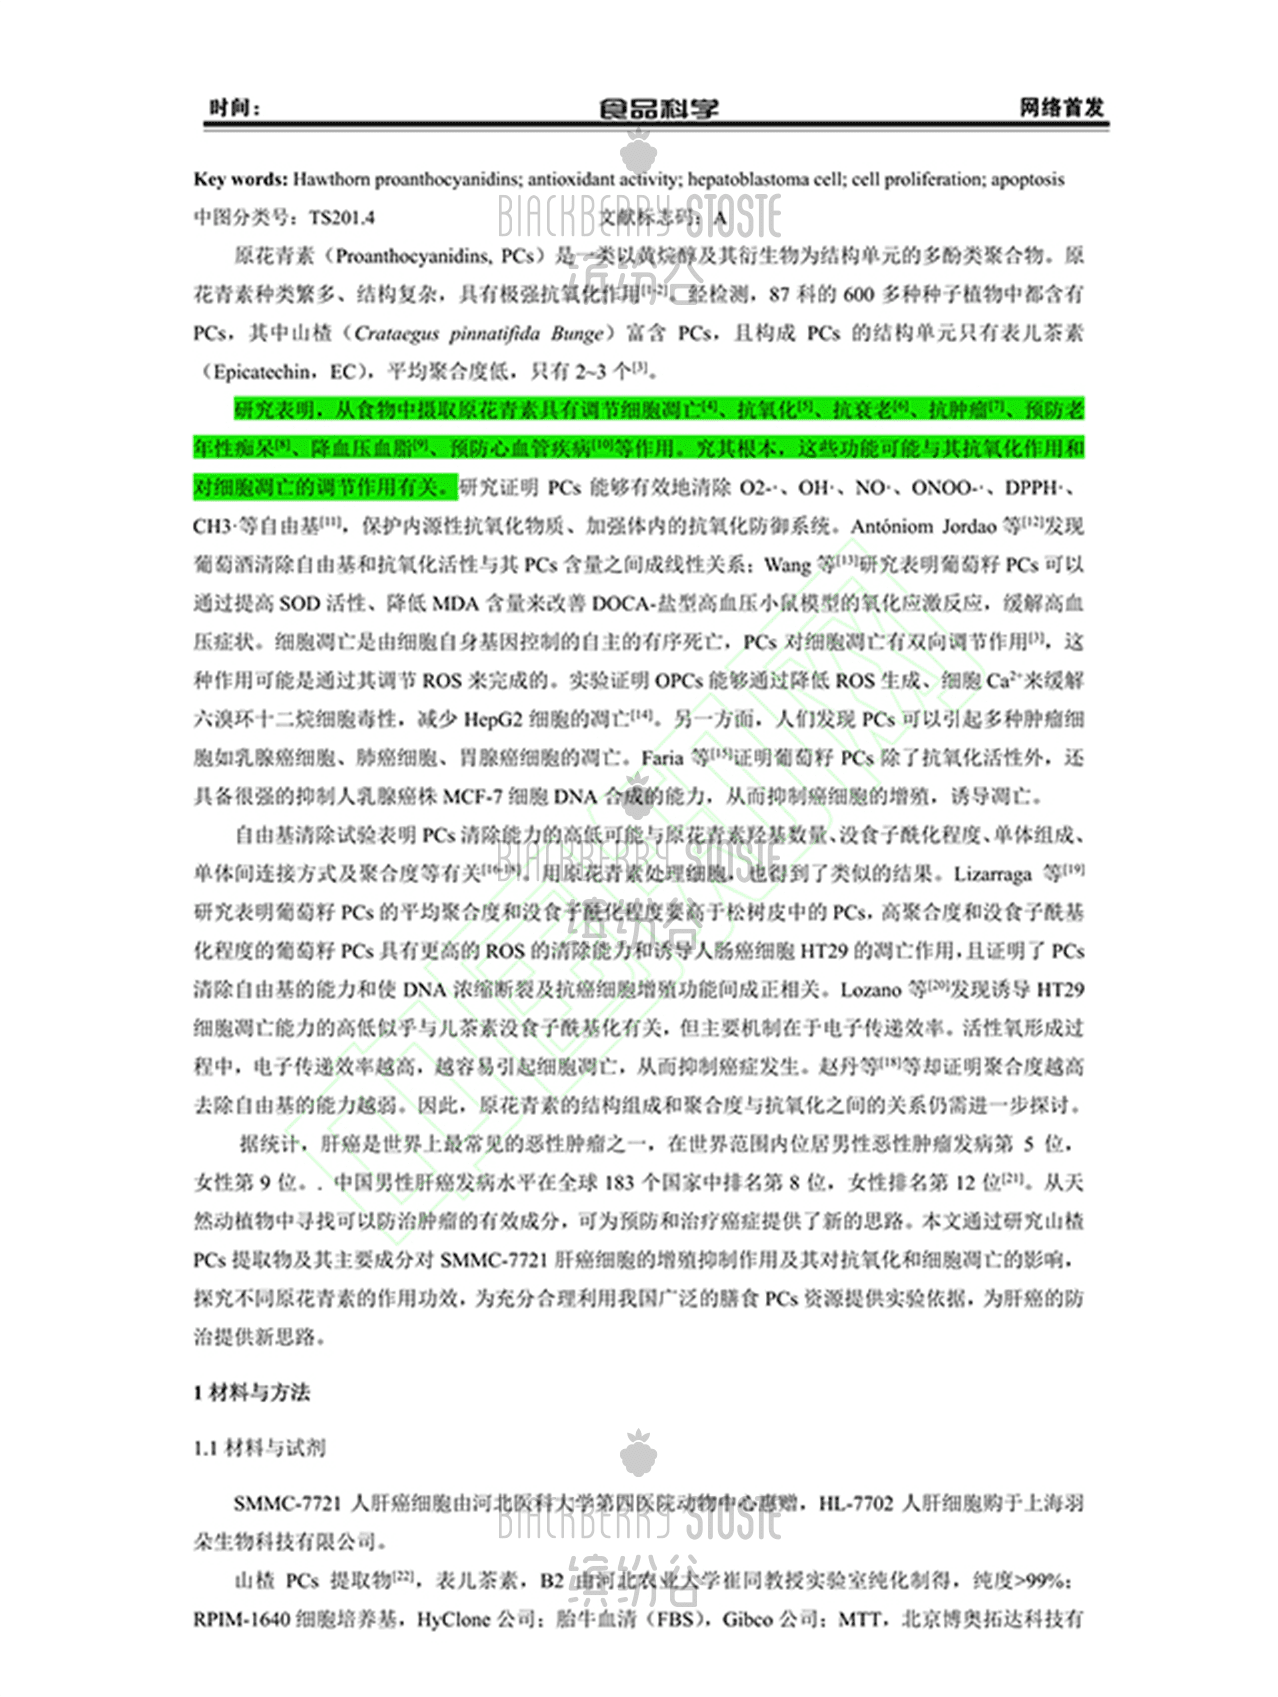 时间: 食品科学 网络首发
Key words: Hawthorn proanthocyanidins; antioxidant activity; hepatoblastoma cell; cell proliferation; apoptosis
中图分类号：TS201.4 文献标志码：A
BlACKBERRY STOSTE
缤纷谷
原花青素（Proanthocyanidins, PCs）是一类以黄烷醇及其衍生物为结构单元的多酚类聚合物。原
花青素种类繁多、结构复杂，具有极强抗氧化作用[1-2]。经检测，87 科的 600 多种种子植物中都含有
PCs，其中山楂（Crataegus pinnatifida Bunge）富含 PCs，且构成 PCs 的结构单元只有表儿茶素
（Epicatechin，EC），平均聚合度低，只有 2~3 个[3]。
研究表明，从食物中摄取原花青素具有调节细胞凋亡[4]、抗氧化[5]、抗衰老[6]、抗肿瘤[7]、预防老
年性痴呆[8]、降血压血脂[9]、预防心血管疾病[10]等作用。究其根本，这些功能可能与其抗氧化作用和
对细胞凋亡的调节作用有关。研究证明 PCs 能够有效地清除 O2-·、OH·、NO·、ONOO-·、DPPH·、
CH3·等自由基[11]，保护内源性抗氧化物质、加强体内的抗氧化防御系统。Antóniom Jordao 等[12]发现
葡萄酒清除自由基和抗氧化活性与其 PCs 含量之间成线性关系；Wang 等[13]研究表明葡萄籽 PCs 可以
通过提高 SOD 活性、降低 MDA 含量来改善 DOCA-盐型高血压小鼠模型的氧化应激反应，缓解高血
压症状。细胞凋亡是由细胞自身基因控制的自主的有序死亡，PCs 对细胞凋亡有双向调节作用[3]，这
种作用可能是通过其调节 ROS 来完成的。实验证明 OPCs 能够通过降低 ROS 生成、细胞 Ca2+来缓解
六溴环十二烷细胞毒性，减少 HepG2 细胞的凋亡[14]。另一方面，人们发现 PCs 可以引起多种肿瘤细
胞如乳腺癌细胞、肺癌细胞、胃腺癌细胞的凋亡。Faria 等[15]证明葡萄籽 PCs 除了抗氧化活性外，还
具备很强的抑制人乳腺癌株 MCF-7 细胞 DNA 合成的能力，从而抑制癌细胞的增殖，诱导凋亡。
自由基清除试验表明 PCs 清除能力的高低可能与原花青素羟基数量、没食子酰化程度、单体组成、
单体间连接方式及聚合度等有关[16-18]。用原花青素处理细胞，也得到了类似的结果。Lizarraga 等[19]
BlACKBERRY STOSTE
研究表明葡萄籽 PCs 的平均聚合度和没食子酰化程度要高于松树皮中的 PCs，高聚合度和没食子酰基
缤纷谷
化程度的葡萄籽 PCs 具有更高的 ROS 的清除能力和诱导人肠癌细胞 HT29 的凋亡作用，且证明了 PCs
清除自由基的能力和使 DNA 浓缩断裂及抗癌细胞增殖功能间成正相关。Lozano 等[20]发现诱导 HT29
细胞凋亡能力的高低似乎与儿茶素没食子酰基化有关，但主要机制在于电子传递效率。活性氧形成过
程中，电子传递效率越高，越容易引起细胞凋亡，从而抑制癌症发生。赵丹等[18]等却证明聚合度越高
去除自由基的能力越弱。因此，原花青素的结构组成和聚合度与抗氧化之间的关系仍需进一步探讨。
据统计，肝癌是世界上最常见的恶性肿瘤之一，在世界范围内位居男性恶性肿瘤发病第 5 位，
女性第 9 位。. 中国男性肝癌发病水平在全球 183 个国家中排名第 8 位，女性排名第 12 位[21]。从天
然动植物中寻找可以防治肿瘤的有效成分，可为预防和治疗癌症提供了新的思路。本文通过研究山楂
PCs 提取物及其主要成分对 SMMC-7721 肝癌细胞的增殖抑制作用及其对抗氧化和细胞凋亡的影响，
探究不同原花青素的作用功效，为充分合理利用我国广泛的膳食 PCs 资源提供实验依据，为肝癌的防
治提供新思路。
中国知网
1 材料与方法
1.1 材料与试剂
SMMC-7721 人肝癌细胞由河北医科大学第四医院动物中心惠赠，HL-7702 人肝细胞购于上海羽
BlACKBERRY STOSTE
朵生物科技有限公司。
缤纷谷
山楂 PCs 提取物[22]，表儿茶素，B2 由河北农业大学崔同教授实验室纯化制得，纯度>99%；
RPIM-1640 细胞培养基，HyClone 公司；胎牛血清（FBS），Gibco 公司；MTT，北京博奥拓达科技有